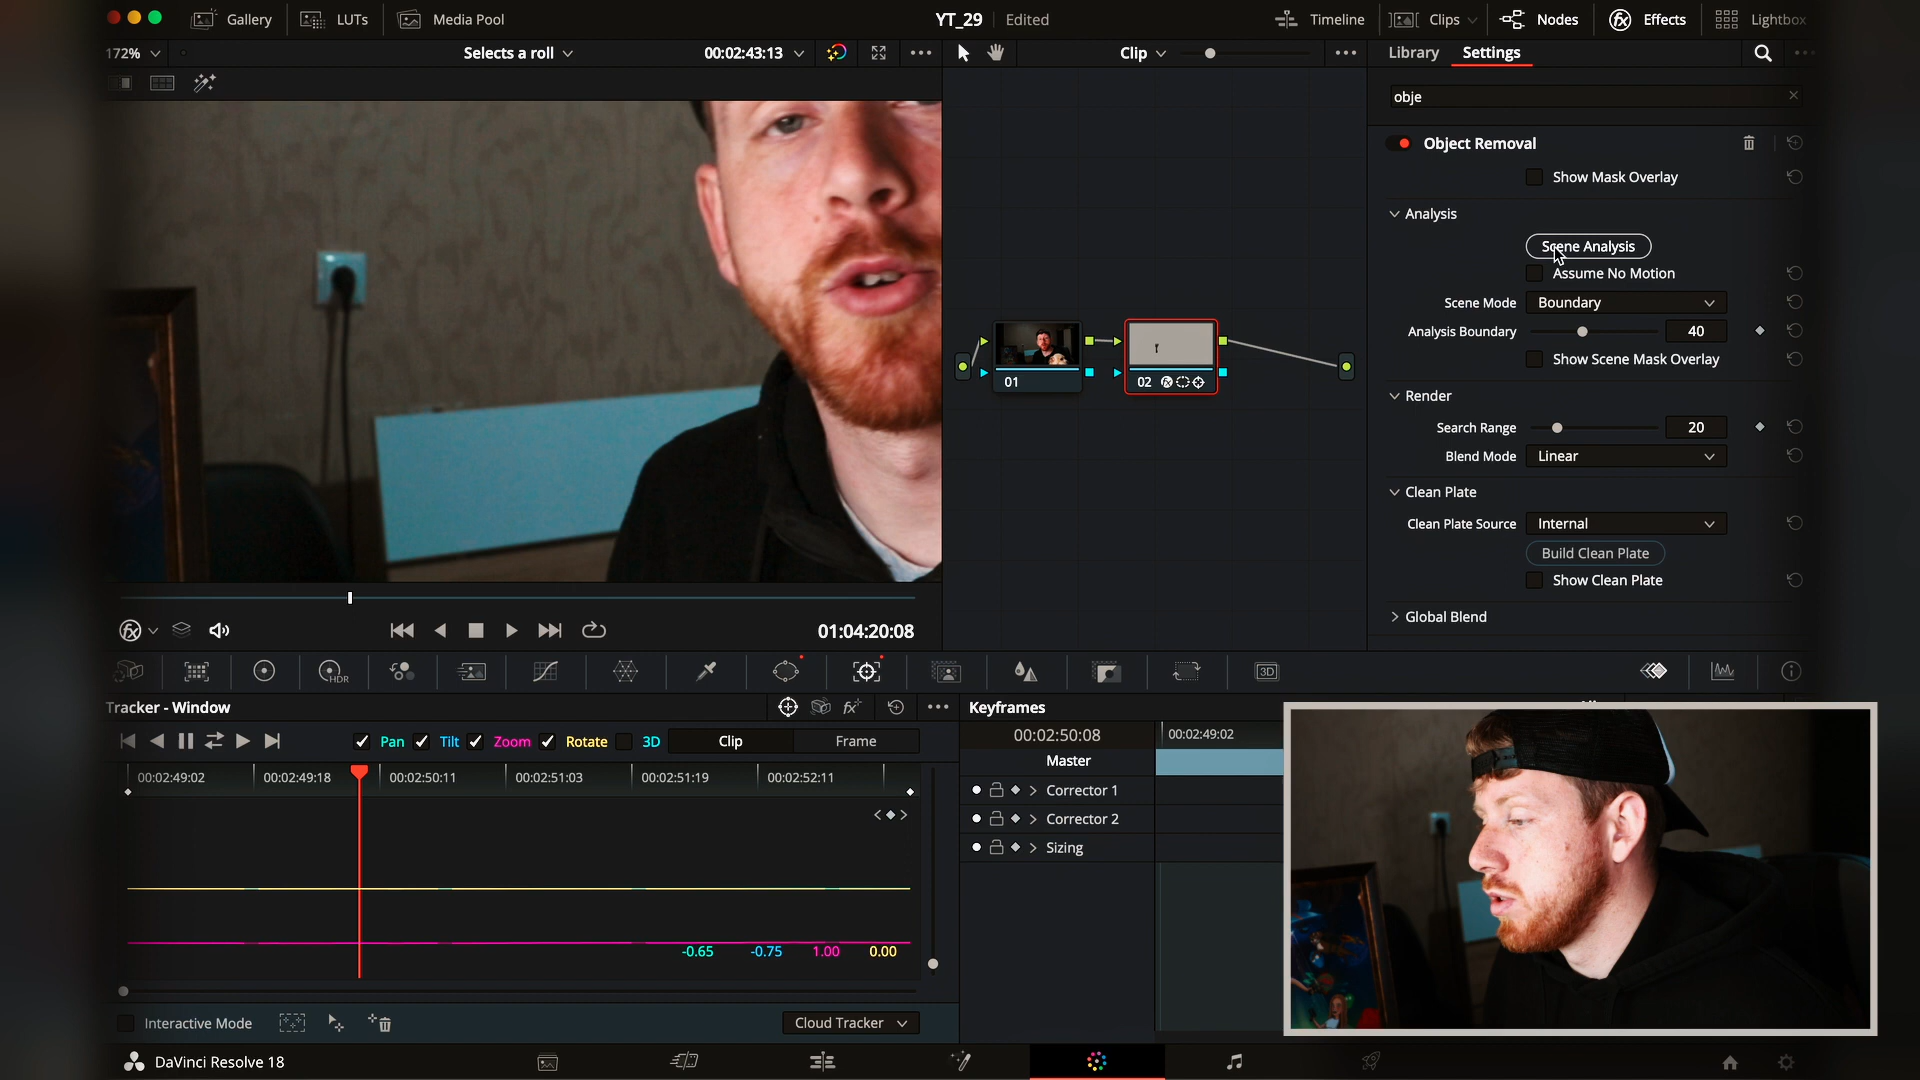 Gallery
LUTs
Media Pool
YT_29
Edited
Timeline
Clips
Nodes
Effects
Lightbox
172%
Selects a roll
00:02:43:13
Clip
Library
Settings
obje
Object Removal
Show Mask Overlay
Analysis
Scene Analysis
Assume No Motion
Scene Mode
Boundary
Analysis Boundary
40
Show Scene Mask Overlay
Render
Search Range
20
Blend Mode
Linear
Clean Plate
Clean Plate Source
Internal
Build Clean Plate
Show Clean Plate
Global Blend
01
02
01:04:20:08
HDR
3D
Tracker - Window
Pan
Tilt
Zoom
Rotate
3D
Clip
Frame
00:02:49:02
00:02:49:18
00:02:50:11
00:02:51:03
00:02:51:19
00:02:52:11
-0.65
-0.75
1.00
0.00
Interactive Mode
Cloud Tracker
Keyframes
00:02:50:08
00:02:49:02
Master
Corrector 1
Corrector 2
Sizing
DaVinci Resolve 18